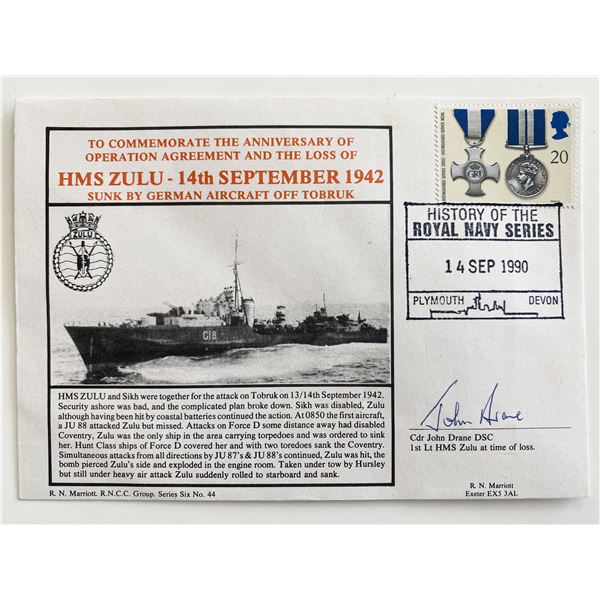 TO COMMEMORATE THE ANNIVERSARY OF
OPERATION AGREEMENT AND THE LOSS OF
HMS ZULU - 14th SEPTEMBER 1942
SUNK BY GERMAN AIRCRAFT OFF TOBRUK
ZULU
G18
HMS ZULU and Sikh were together for the attack on Tobruk on 13/14th September 1942.
Security ashore was bad, and the complicated plan broke down. Sikh was disabled, Zulu
although having been hit by coastal batteries continued the action. At 0850 the first aircraft,
a JU 88 attacked Zulu but missed. Attacks on Force D some distance away had disabled
Coventry, Zulu was the only ship in the area carrying torpedoes and was ordered to sink
her. Hunt Class ships of Force D and with two toredoes sank the Coventry.
Simultaneous attacks from all directions by JU 87's & JU 88's continued, Zulu was hit, the
bomb pierced Zulu's side and exploded in the engine room. Taken under tow by Hursley
but still under heavy air attack Zulu suddenly rolled to starboard and sank.
R. N. Marriott. R.N.C.C. Group. Series Six No. 44
20
HISTORY OF THE
ROYAL NAVY SERIES
14 SEP 1990
PLYMOUTH DEVON
John Drane
Cdr John Drane DSC
1st Lt HMS Zulu at time of loss.
R. N. Marriott
Exeter EX5 3AL